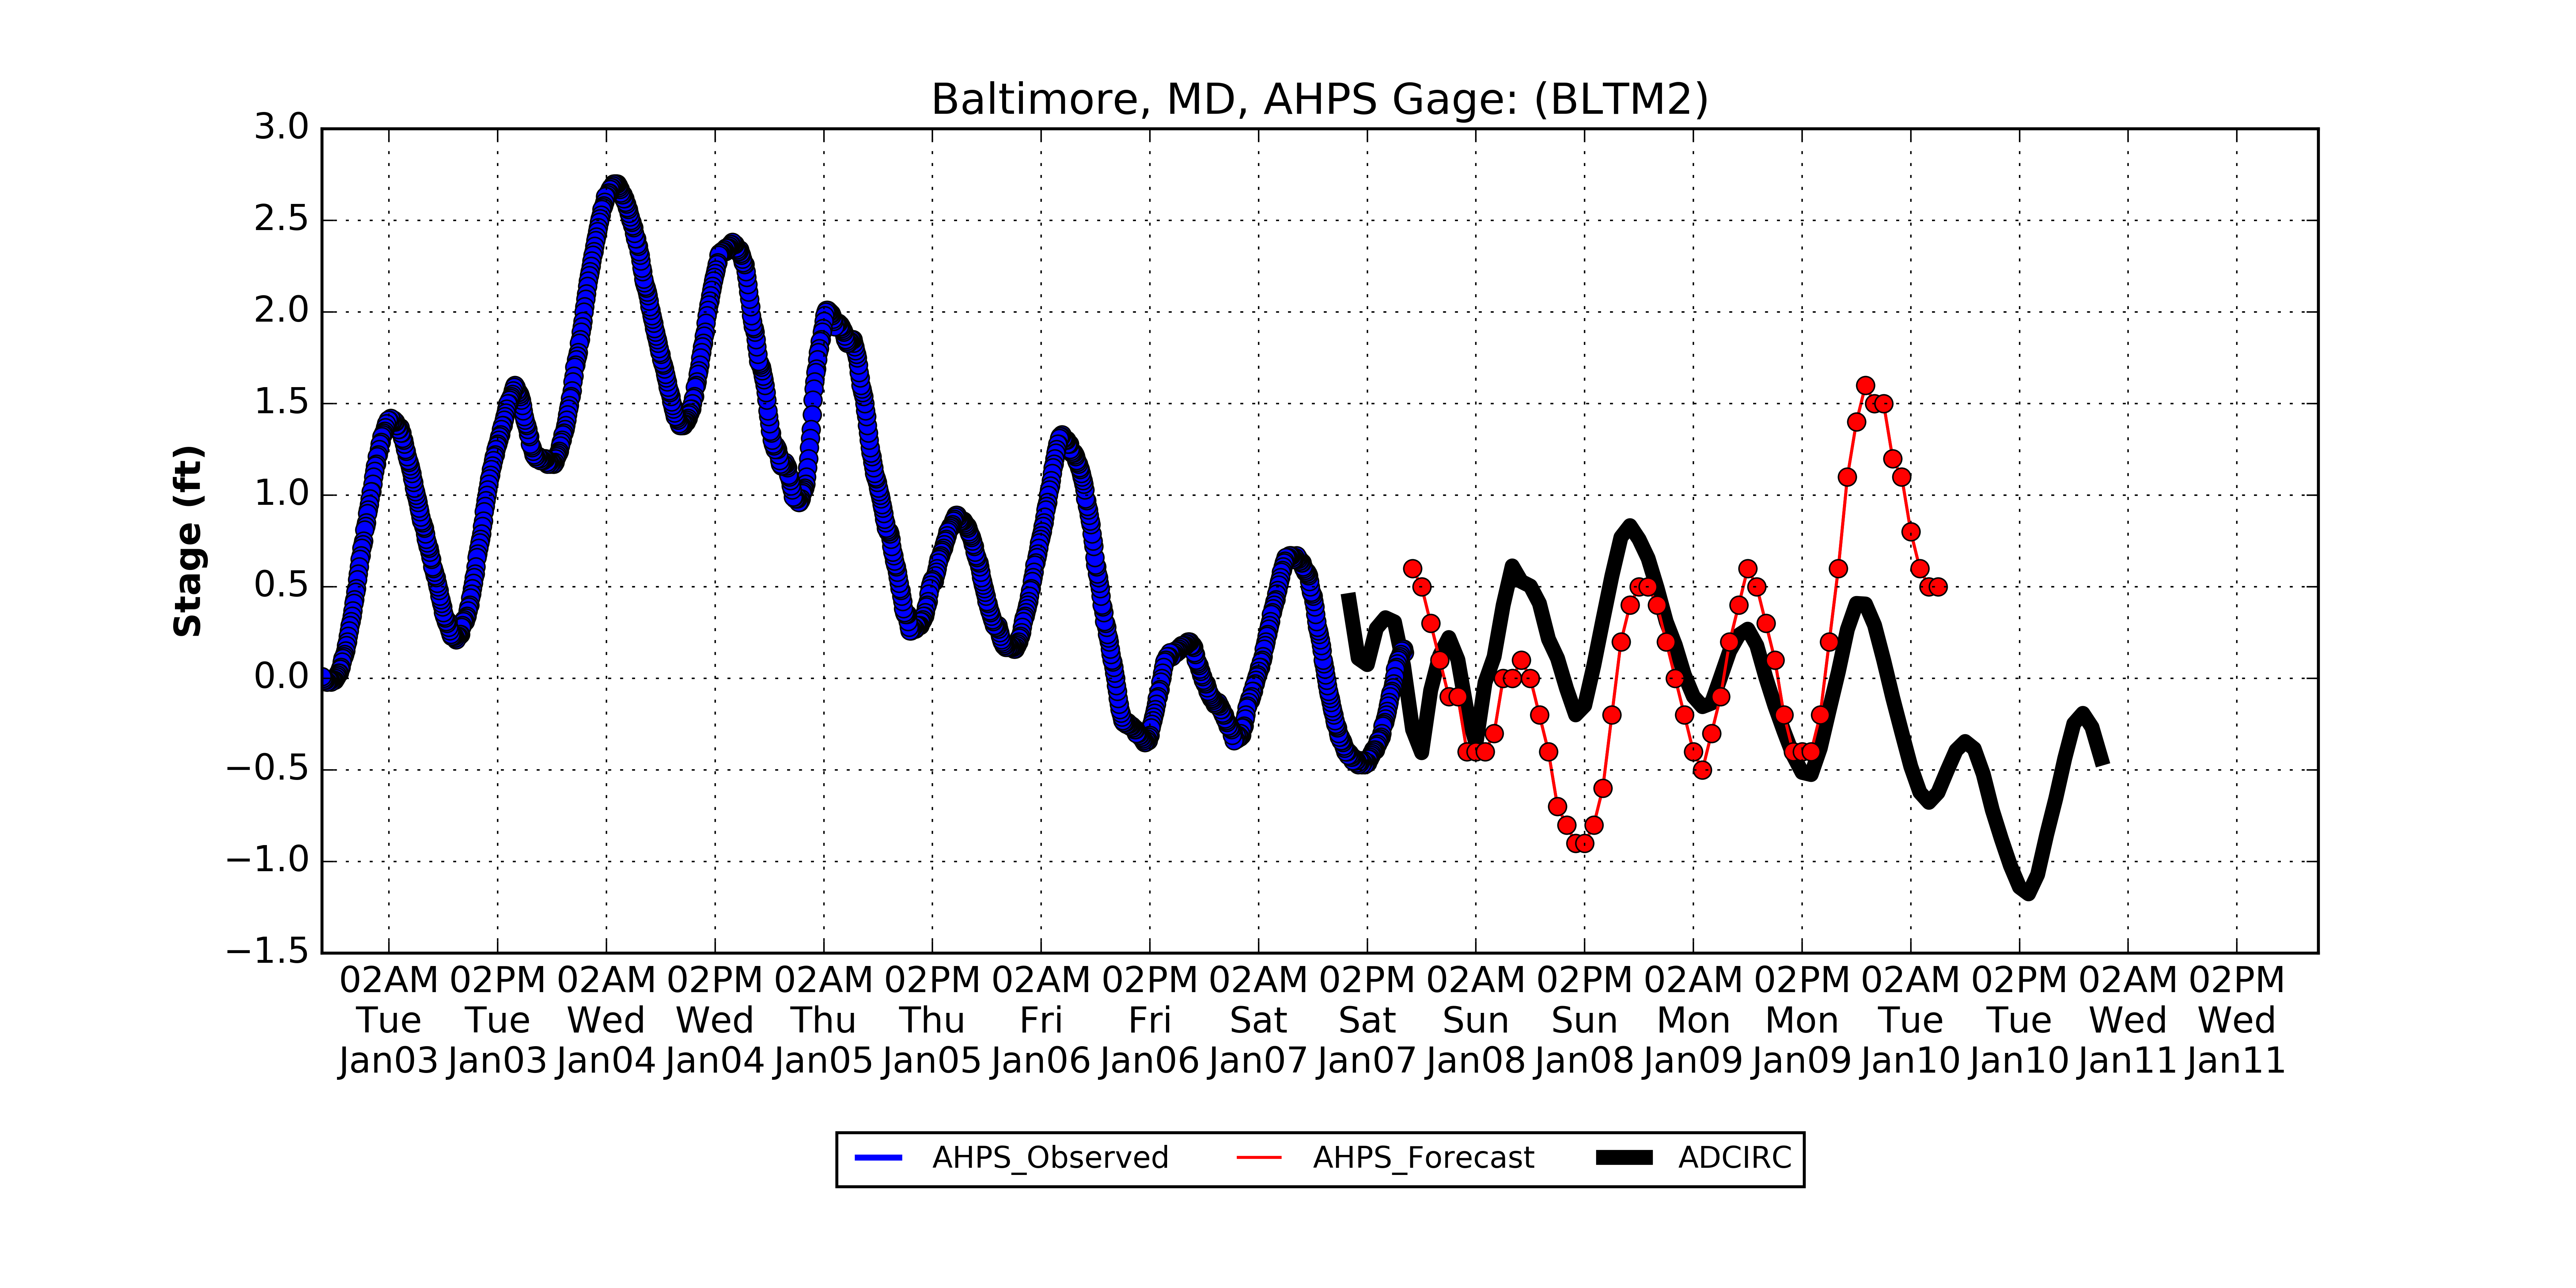 Baltimore, MD, AHPS Gage: (BLTM2)
3.0
2.5
2.0
1.5
1.0
0.5
0.0
−0.5
−1.0
−1.5
Stage (ft)
02AM 02PM 02AM 02PM 02AM 02PM 02AM 02PM 02AM 02PM 02AM 02PM 02AM 02PM 02AM 02PM 02AM 02PM
Tue Tue Wed Wed Thu Thu Fri Fri Sat Sat Sun Sun Mon Mon Tue Tue Wed Wed
Jan03 Jan03 Jan04 Jan04 Jan05 Jan05 Jan06 Jan06 Jan07 Jan07 Jan08 Jan08 Jan09 Jan09 Jan10 Jan10 Jan11 Jan11
AHPS_Observed AHPS_Forecast ADCIRC